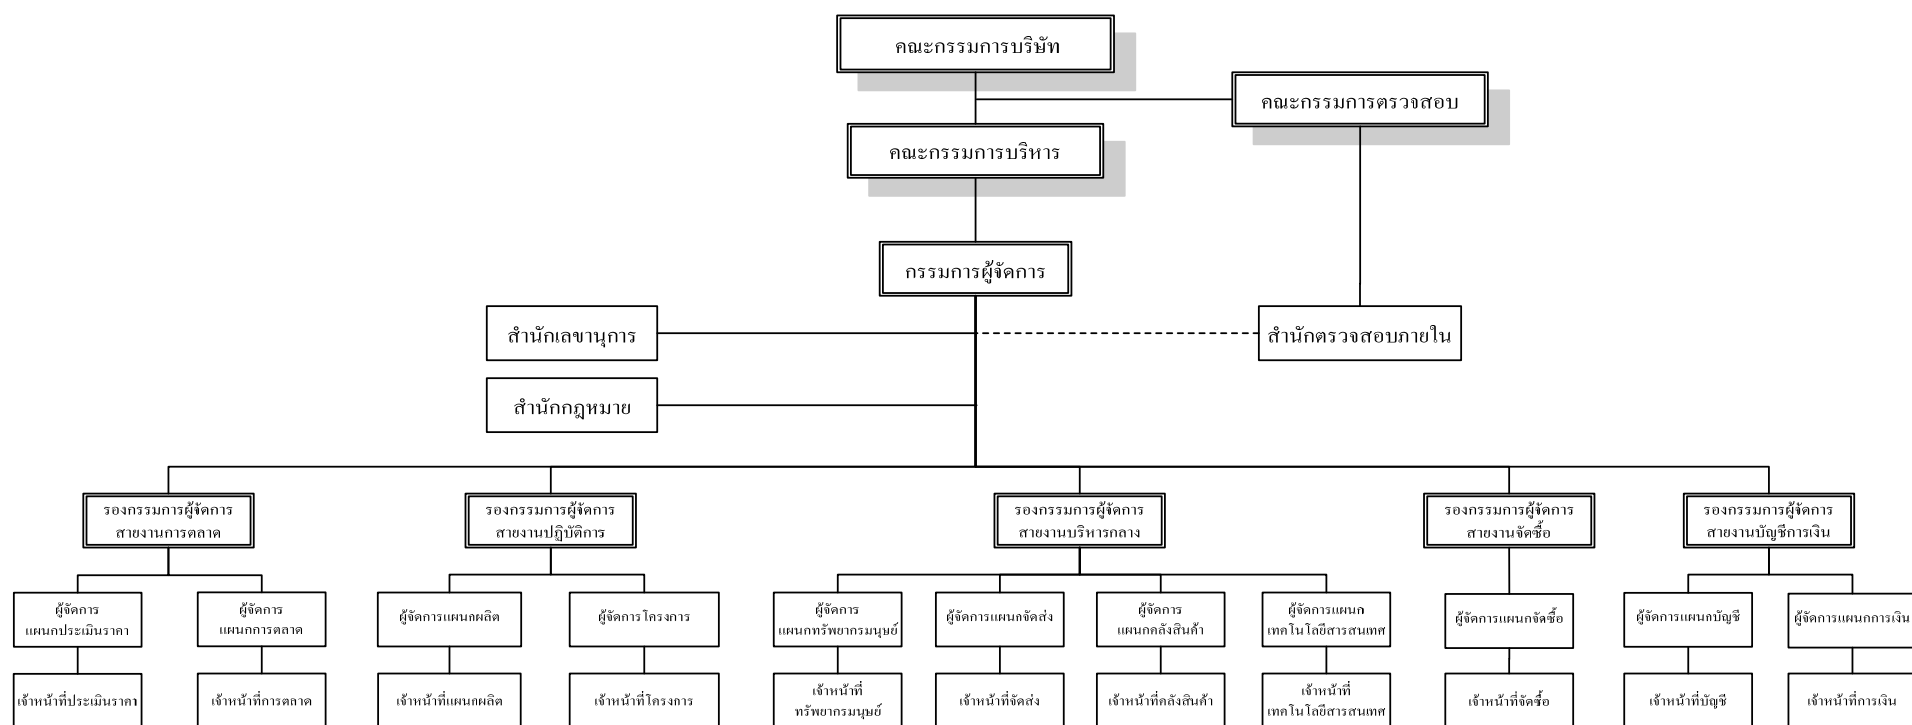 คณะกรรมการบริษัท
คณะกรรมการตรวจสอบ
คณะกรรมการบริหาร
กรรมการผู้จัดการ
สำนักเลขานุการ
สำนักตรวจสอบภายใน
สำนักกฎหมาย
รองกรรมการผู้จัดการ
สายงานการตลาด
รองกรรมการผู้จัดการ
สายงานปฏิบัติการ
รองกรรมการผู้จัดการ
สายงานบริหารกลาง
รองกรรมการผู้จัดการ
สายงานจัดซื้อ
รองกรรมการผู้จัดการ
สายงานบัญชีการเงิน
ผู้จัดการ
แผนกประเมินราคา
ผู้จัดการ
แผนกการตลาด
ผู้จัดการแผนกผลิต
ผู้จัดการโครงการ
ผู้จัดการ
แผนกทรัพยากรมนุษย์
ผู้จัดการแผนกจัดส่ง
ผู้จัดการ
แผนกคลังสินค้า
ผู้จัดการแผนก
เทคโนโลยีสารสนเทศ
ผู้จัดการแผนกจัดซื้อ
ผู้จัดการแผนกบัญชี
ผู้จัดการแผนกการเงิน
เจ้าหน้าที่ประเมินราคา
เจ้าหน้าที่การตลาด
เจ้าหน้าที่แผนกผลิต
เจ้าหน้าที่โครงการ
เจ้าหน้าที่
ทรัพยากรมนุษย์
เจ้าหน้าที่จัดส่ง
เจ้าหน้าที่คลังสินค้า
เจ้าหน้าที่
เทคโนโลยีสารสนเทศ
เจ้าหน้าที่จัดซื้อ
เจ้าหน้าที่บัญชี
เจ้าหน้าที่การเงิน